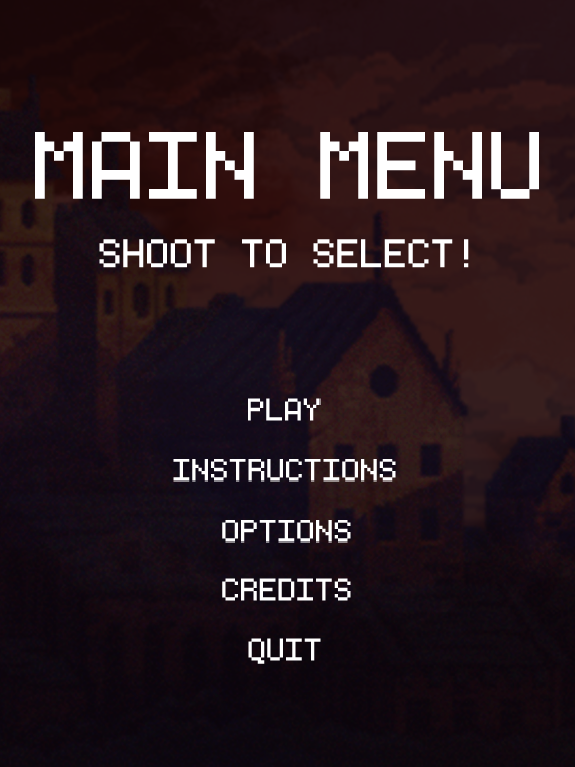 MAIN MENU
SHOOT TO SELECT!
PLAY
INSTRUCTIONS
OPTIONS
CREDITS
QUIT